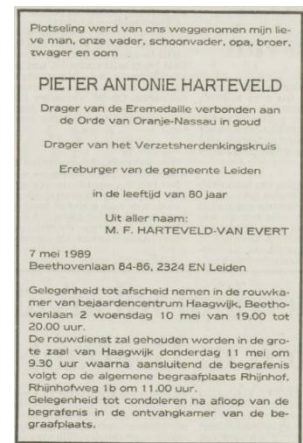 Plotseling werd van ons weggenomen mijn lie-
ve man, onze vader, schoonvader, opa, broer,
zwager en oom
PIETER ANTONIE HARTEVELD
Drager van de Eremedaille verbonden aan
de Orde van Oranje-Nassau in goud
Drager van het Verzetsherdenkingskruis
Ereburger van de gemeente Leiden
in de leeftijd van 80 jaar
Uit aller naam:
M. F. HARTEVELD-VAN EVERT
7 mei 1989
Beethovenlaan 84-86, 2324 EN Leiden
Gelegenheid tot afscheid nemen in de rouwka-
mer van bejaardencentrum Haagwijk, Beetho-
venlaan 2 woensdag 10 mei van 19.00 tot
20.00 uur.
De rouwdienst zal gehouden worden in de gro-
te zaal van Haagwijk donderdag 11 mei om
9.30 uur waarna aansluitend de begrafenis
volgt op de algemene begraafplaats Rhijnhof.
Rhijnhofweg 1b om 11.00 uur.
Gelegenheid tot condoleren na afloop van de
begrafenis in de ontvangkamer van de be-
graafplaats.